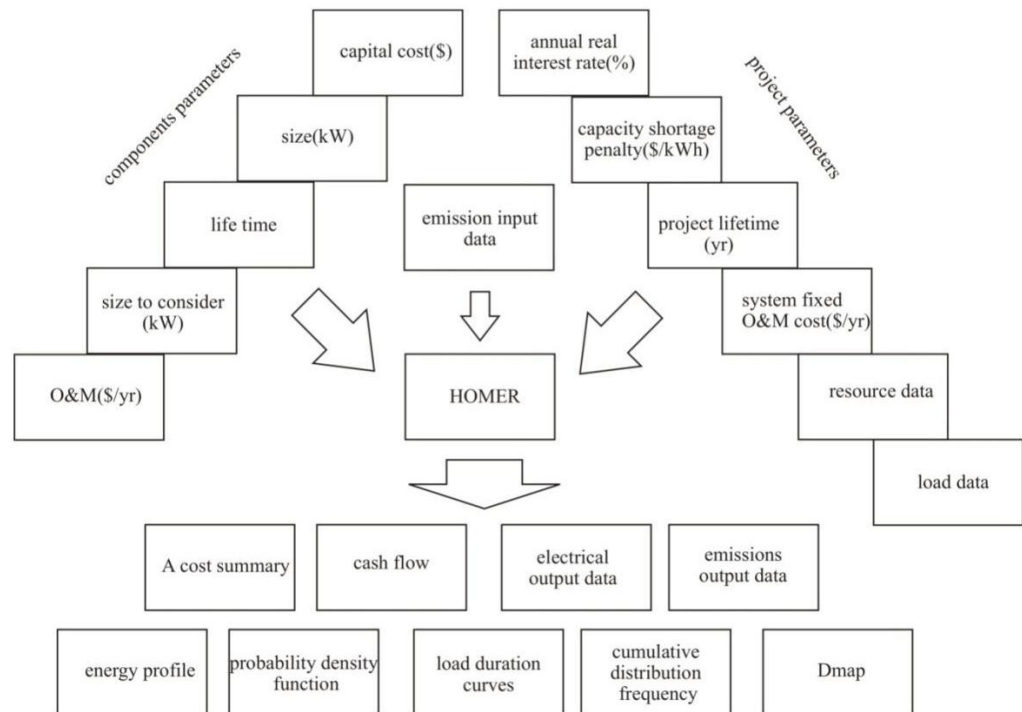 capital cost($)
annual real
interest rate(%)
components parameters
project parameters
size(kW)
capacity shortage
penalty($/kWh)
life time
emission input
data
project lifetime
(yr)
size to consider
(kW)
system fixed
O&M cost($/yr)
O&M($/yr)
HOMER
resource data
load data
A cost summary
cash flow
electrical
output data
emissions
output data
energy profile
probability density
function
load duration
curves
cumulative
distribution
frequency
Dmap